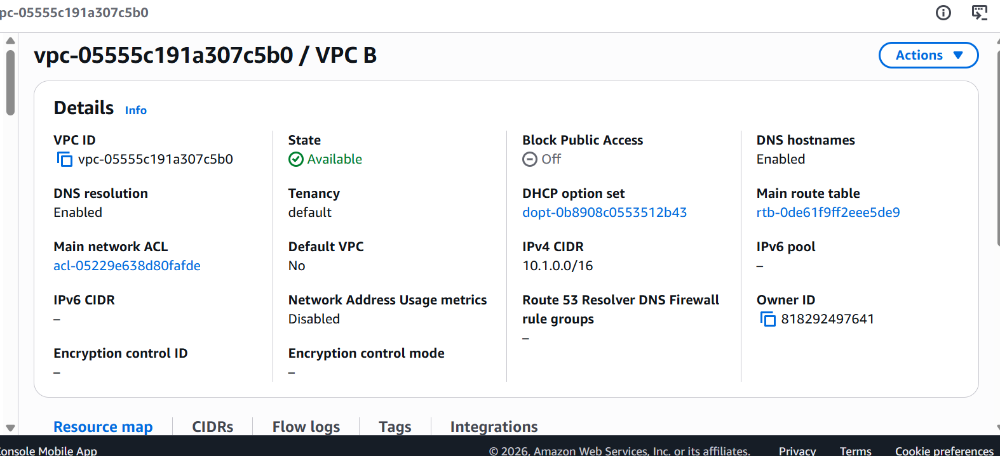 pc-05555c191a307c5b0
vpc-05555c191a307c5b0 / VPC B
Actions
Details Info
VPC ID
vpc-05555c191a307c5b0
State
Available
Block Public Access
Off
DNS hostnames
Enabled
DNS resolution
Enabled
Tenancy
default
DHCP option set
dopt-0b8908c0553512b43
Main route table
rtb-0de61f9ff2eee5de9
Main network ACL
acl-05229e638d80fafde
Default VPC
No
IPv4 CIDR
10.1.0.0/16
IPv6 pool
–
IPv6 CIDR
–
Network Address Usage metrics
Disabled
Route 53 Resolver DNS Firewall
rule groups
–
Owner ID
818292497641
Encryption control ID
–
Encryption control mode
–
Resource map
CIDRs
Flow logs
Tags
Integrations
Console Mobile App
© 2026, Amazon Web Services, Inc. or its affiliates.
Privacy
Terms
Cookie preferences